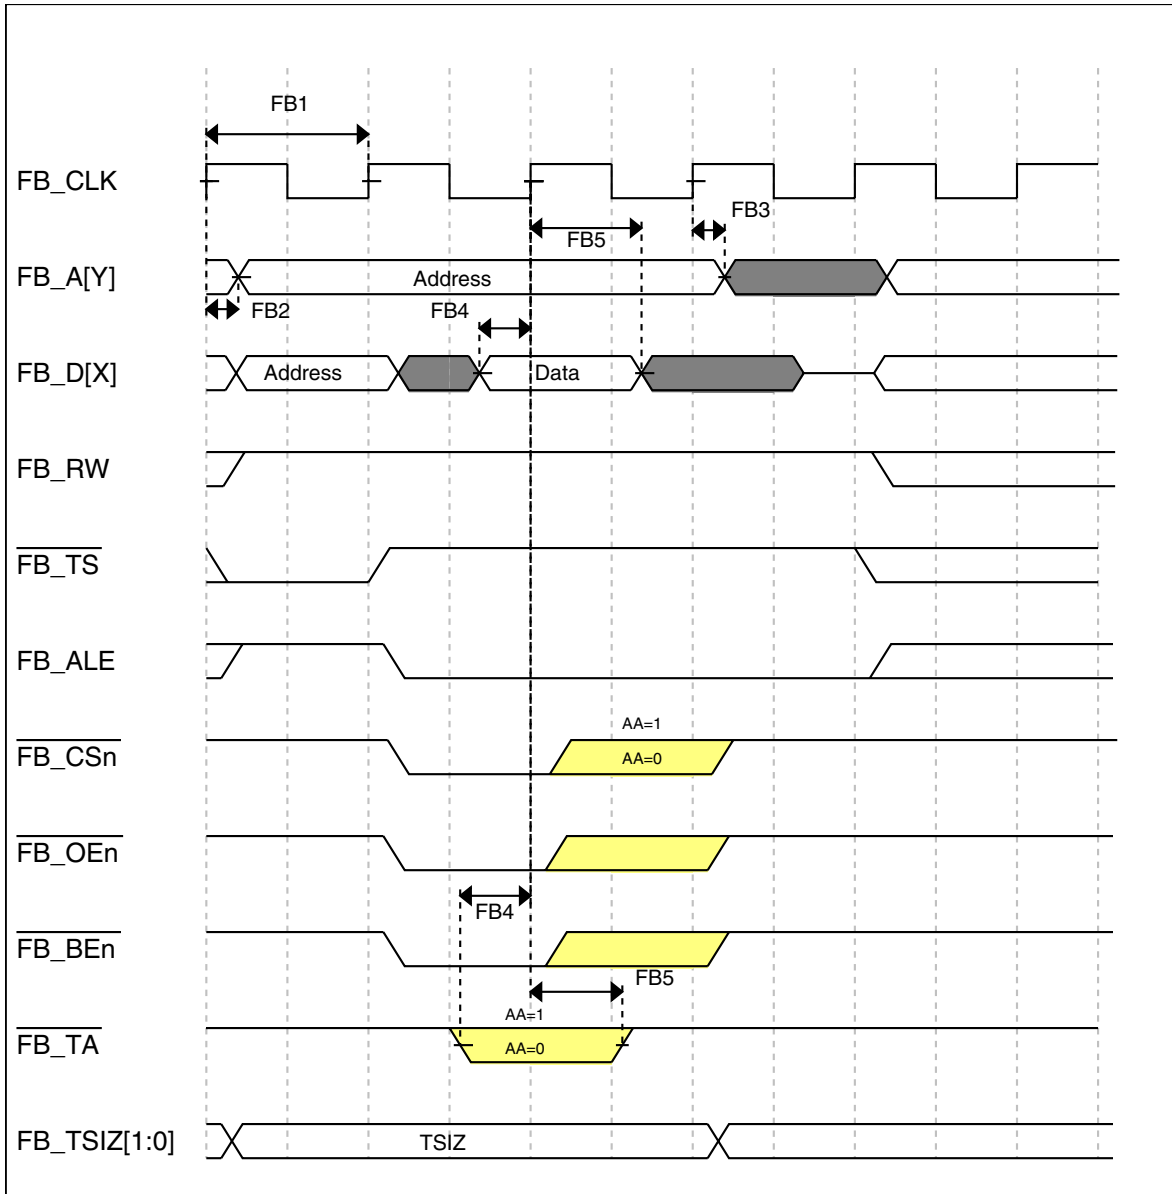 FB1
FB_CLK
FB3
FB5
FB_A[Y]
Address
FB2
FB4
FB_D[X]
Address
Data
FB_RW
FB_TS
FB_ALE
AA=1
FB_CSn
AA=0
FB_OEn
FB4
FB_BEn
FB5
AA=1
FB_TA
AA=0
FB_TSIZ[1:0]
TSIZ